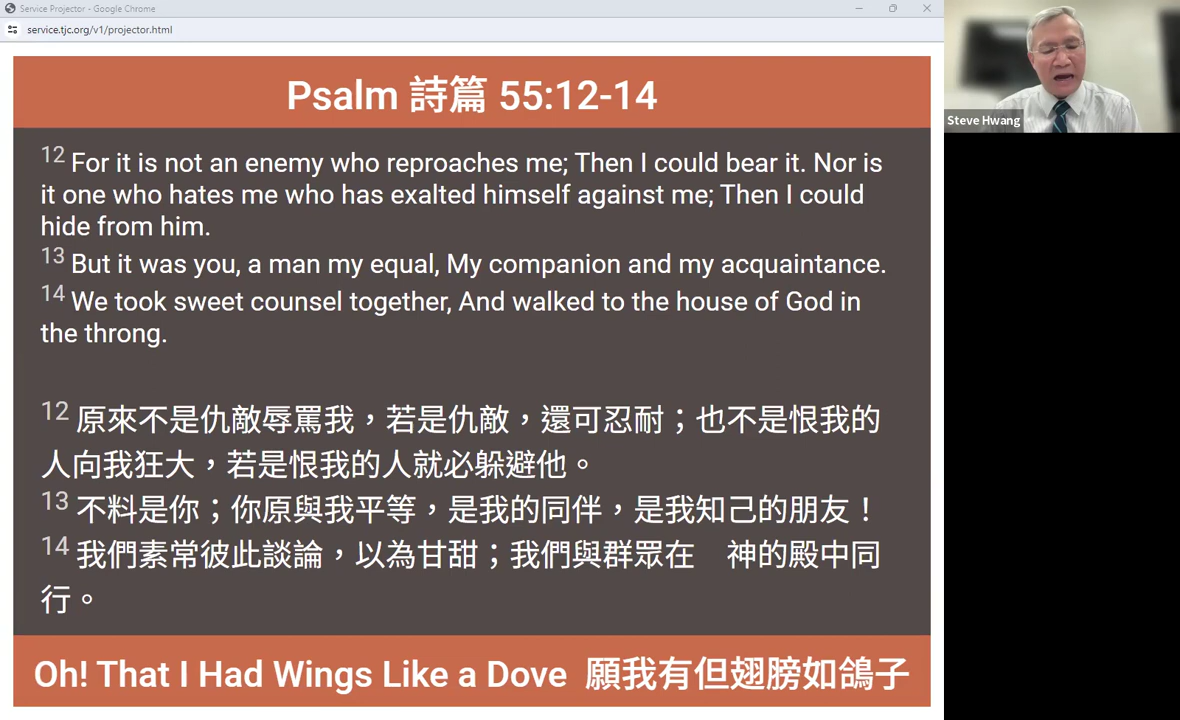 Service Projector - Google Chrome
service.tjc.org/v1/projector.html
Psalm 詩篇 55:12-14
12 For it is not an enemy who reproaches me; Then I could bear it. Nor is
it one who hates me who has exalted himself against me; Then I could
hide from him.
13 But it was you, a man my equal, My companion and my acquaintance.
14 We took sweet counsel together, And walked to the house of God in
the throng.
12 原來不是仇敵辱罵我，若是仇敵，還可忍耐；也不是恨我的
人向我狂大，若是恨我的人就必躲避他。
13 不料是你；你原與我平等，是我的同伴，是我知己的朋友！
14 我們素常彼此談論，以為甘甜；我們與群眾在　神的殿中同
行。
Oh! That I Had Wings Like a Dove 願我有但翅膀如鴿子
Steve Hwang